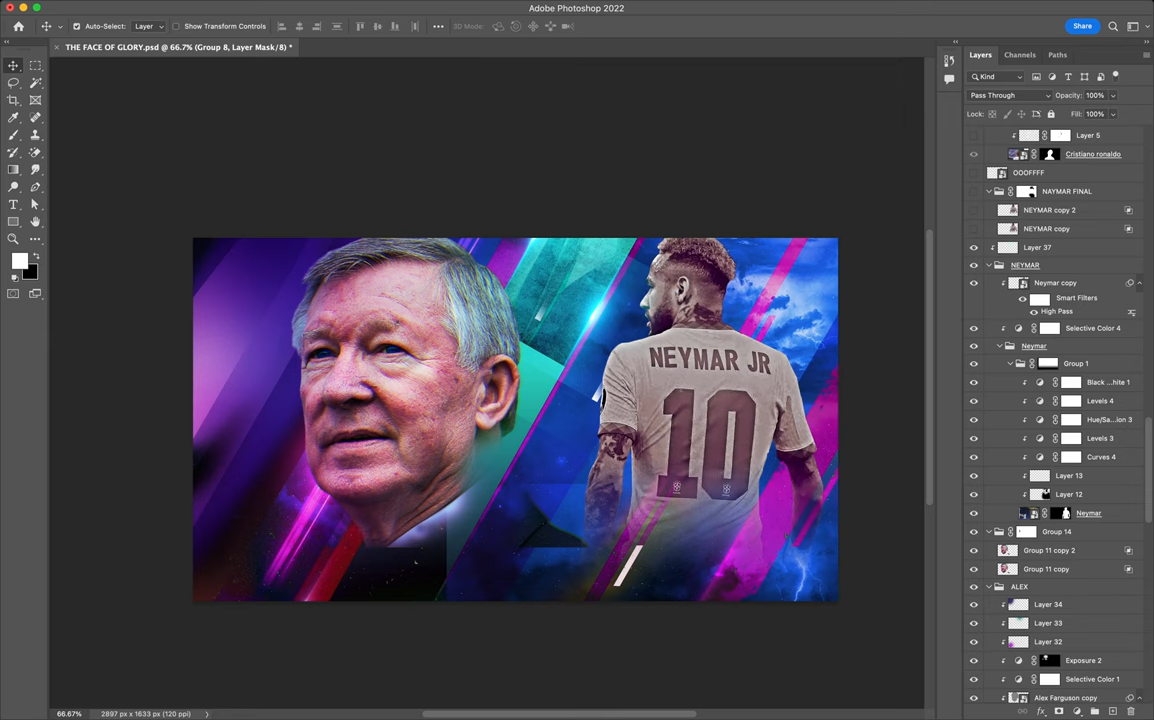 Adobe Photoshop 2022
Auto-Select:
Layer
Show Transform Controls
3D Mode:
Share
THE FACE OF GLORY.psd @ 66.7% (Group 8, Layer Mask/8) *
Layers
Channels
Paths
Kind
Pass Through
Opacity: 100%
Lock:
Fill: 100%
Layer 5
Cristiano ronaldo
OOOFFFF
NAYMAR FINAL
NEYMAR copy 2
NEYMAR copy
Layer 37
NEYMAR
Neymar copy
Smart Filters
High Pass
Selective Color 4
Neymar
Group 1
Black ...hite 1
Levels 4
Hue/Sa...ion 3
Levels 3
Curves 4
Layer 13
Layer 12
Neymar
Group 14
Group 11 copy 2
Group 11 copy
ALEX
Layer 34
Layer 33
Layer 32
Exposure 2
Selective Color 1
Alex Farguson copy
NEYMAR JR
10
66.67%
2897 px x 1633 px (120 ppi)
fx